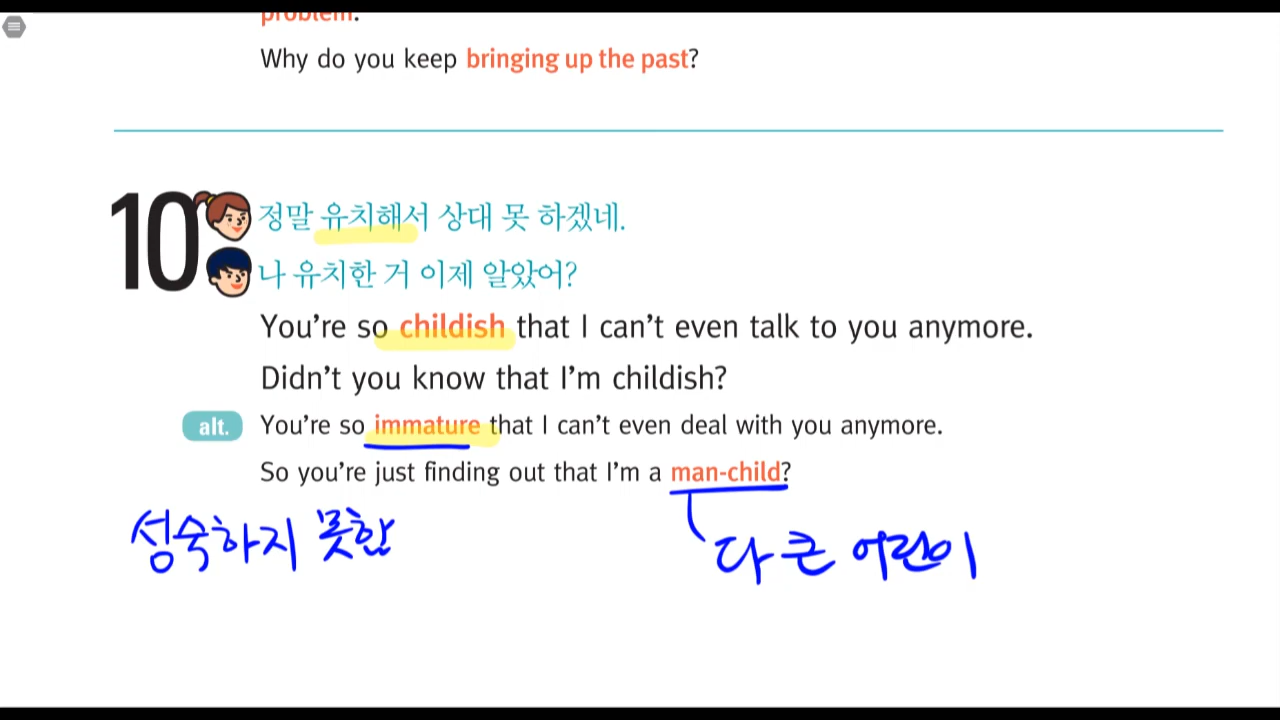 problem.
Why do you keep bringing up the past?
10
정말 유치해서 상대 못 하겠네.
나 유치한 거 이제 알았어?
You're so childish that I can't even talk to you anymore.
Didn't you know that I'm childish?
alt. You're so immature that I can't even deal with you anymore.
So you're just finding out that I'm a man-child?
성숙하지 못한
다 큰 어린이